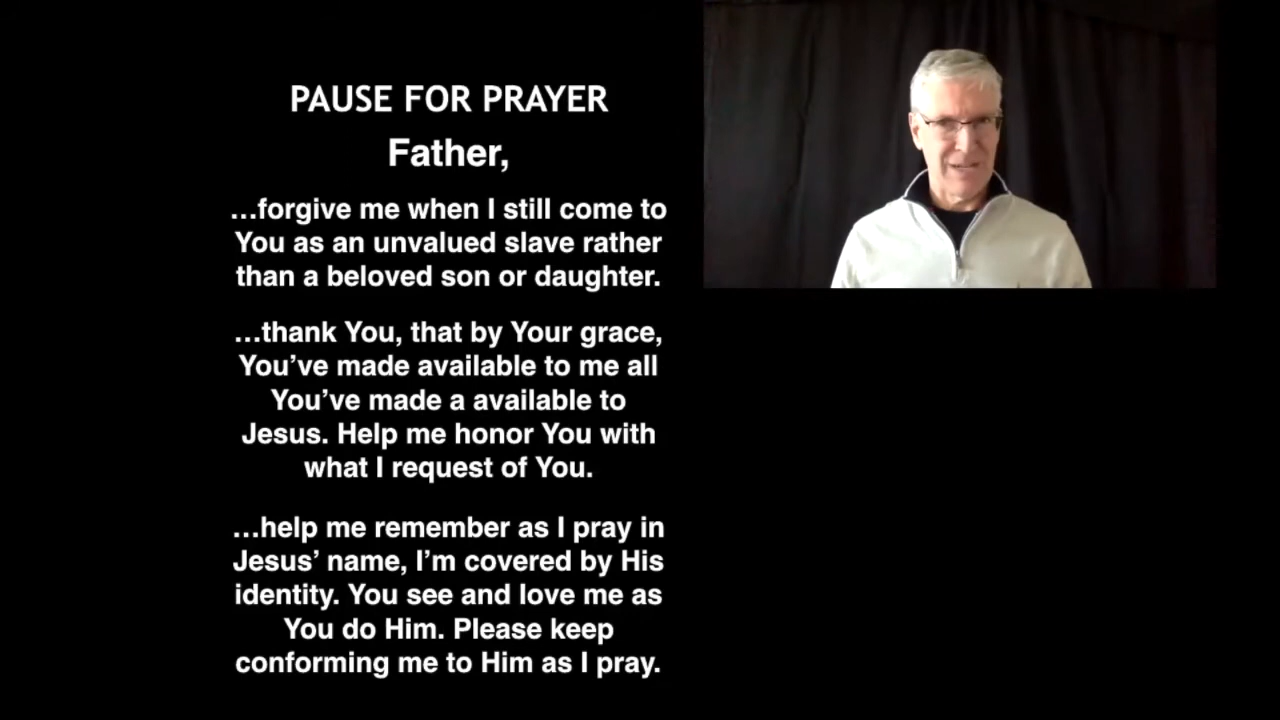 PAUSE FOR PRAYER
Father,
...forgive me when I still come to
You as an unvalued slave rather
than a beloved son or daughter.
...thank You, that by Your grace,
You’ve made available to me all
You’ve made a available to
Jesus. Help me honor You with
what I request of You.
...help me remember as I pray in
Jesus’ name, I’m covered by His
identity. You see and love me as
You do Him. Please keep
conforming me to Him as I pray.